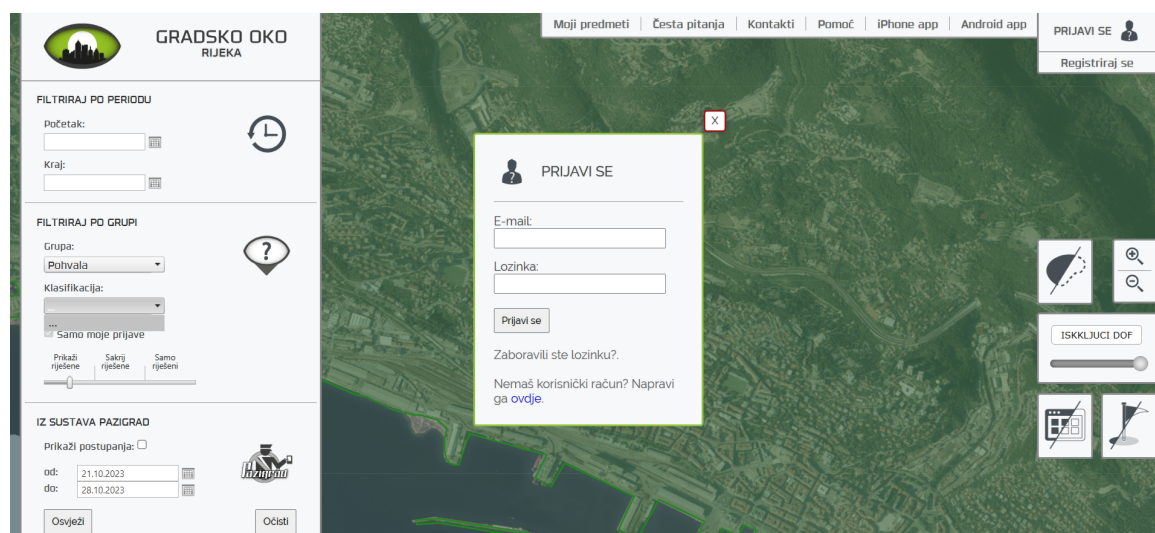 GRADSKO OKO
RIJEKA
Moji predmeti
Česta pitanja
Kontakti
Pomoć
iPhone app
Android app
PRIJAVI SE
Registriraj se
FILTRIRAJ PO PERIODU
Početak:
Kraj:
FILTRIRAJ PO GRUPI
Grupa:
Pohvala
Klasifikacija:
...
...
Samo moje prijave
Prikaži riješene
Sakrij riješene
Samo riješeni
IZ SUSTAVA PAZIGRAD
Prikaži postupanja:
od: 21.10.2023
do: 28.10.2023
Pazigrad
Osvježi
Očisti
X
PRIJAVI SE
E-mail:
Lozinka:
Prijavi se
Zaboravili ste lozinku?.
Nemaš korisnički račun? Napravi
ga ovdje.
ISKKLJUCI DOF